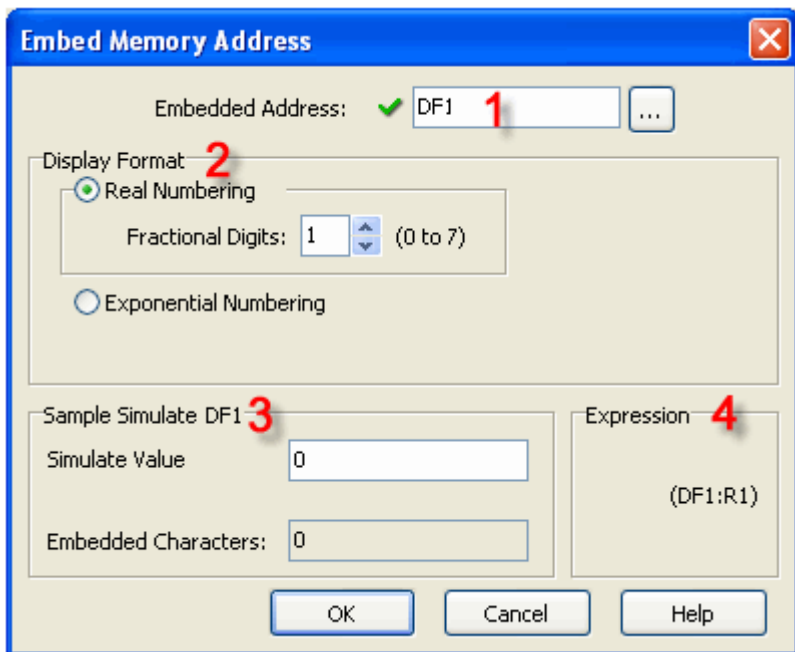 Embed Memory Address
Embedded Address: DF1 1 ...
Display Format 2
Real Numbering
Fractional Digits: 1 (0 to 7)
Exponential Numbering
Sample Simulate DF1 3
Simulate Value 0
Embedded Characters: 0
Expression 4
(DF1:R1)
OK Cancel Help